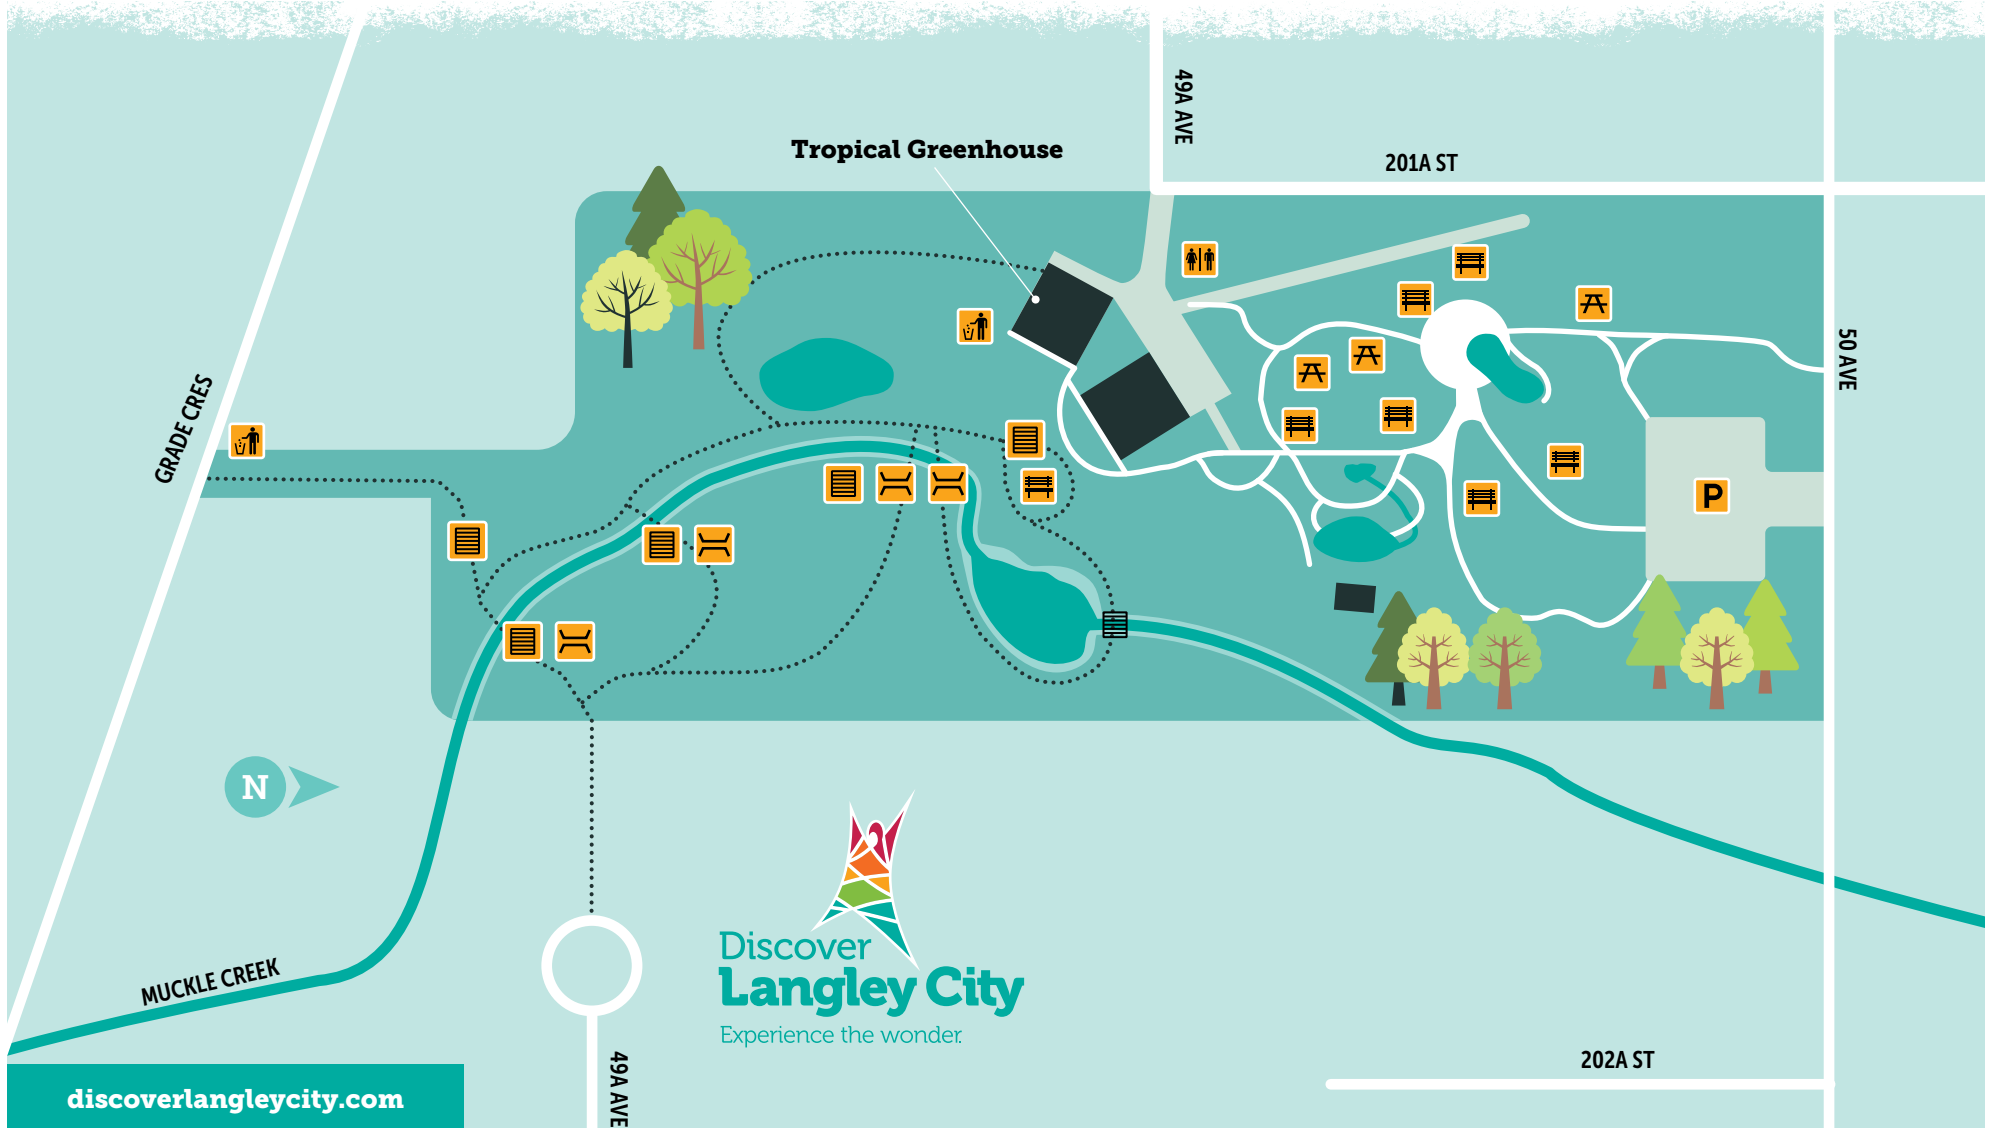 49A AVE
Tropical Greenhouse
201A ST
50 AVE
GRADE CRES
P
N
MUCKLE CREEK
Discover
Langley City
Experience the wonder.
49A AVE
202A ST
discoverlangleycity.com